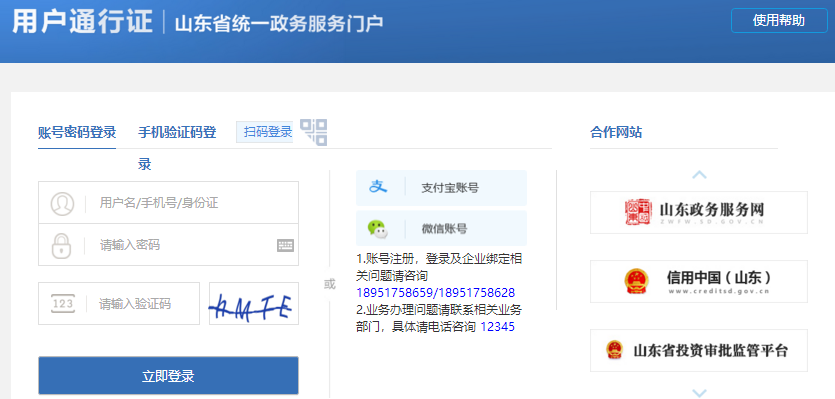 用户通行证
山东省统一政务服务门户
使用帮助
账号密码登录
手机验证码登
录
扫码登录
用户名/手机号/身份证
请输入密码
123
请输入验证码
hMTE
立即登录
或
支付宝账号
微信账号
1.账号注册，登录及企业绑定相
关问题请咨询
18951758659/18951758628
2.业务办理问题请联系相关业务
部门，具体请电话咨询 12345
合作网站
山东政务服务网
ZWFW.SD.GOV.CN
信用中国（山东）
www.creditsd.gov.cn
山东省投资审批监管平台